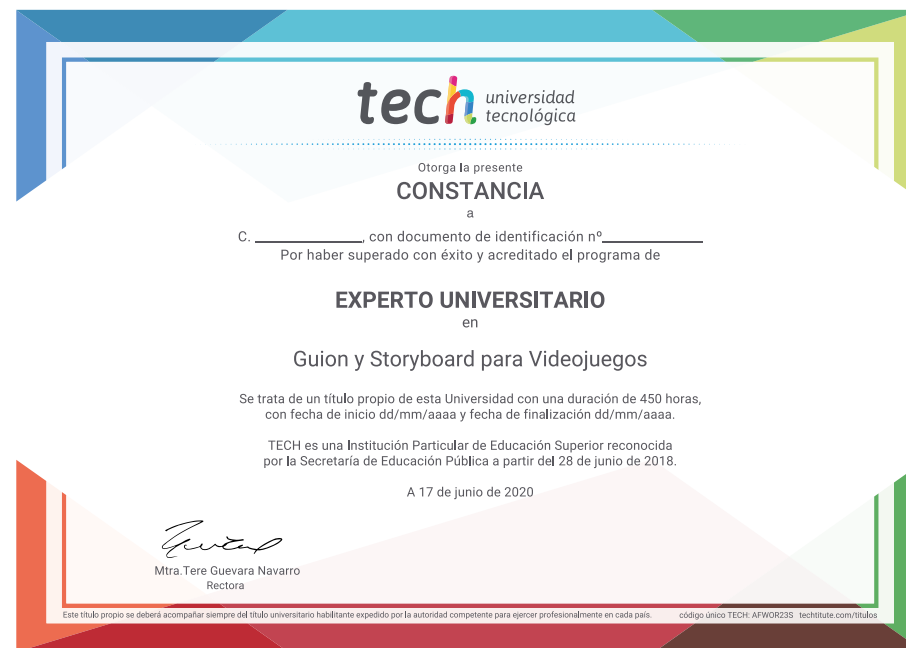 tech universidad
tecnológica
Otorga la presente
CONSTANCIA
a
C. ____________, con documento de identificación nº____________
Por haber superado con éxito y acreditado el programa de
EXPERTO UNIVERSITARIO
en
Guion y Storyboard para Videojuegos
Se trata de un título propio de esta Universidad con una duración de 450 horas,
con fecha de inicio dd/mm/aaaa y fecha de finalización dd/mm/aaaa.
TECH es una Institución Particular de Educación Superior reconocida
por la Secretaría de Educación Pública a partir del 28 de junio de 2018.
A 17 de junio de 2020
Mtra.Tere Guevara Navarro
Rectora
Este título propio se deberá acompañar siempre del título universitario habilitante expedido por la autoridad competente para ejercer profesionalmente en cada país. código único TECH: AFWOR23S techtitute.com/titulos